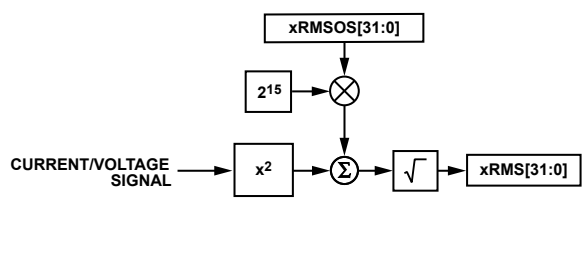 xRMSOS[31:0]
2¹⁵
CURRENT/VOLTAGE
SIGNAL
x²
Σ
√
xRMS[31:0]